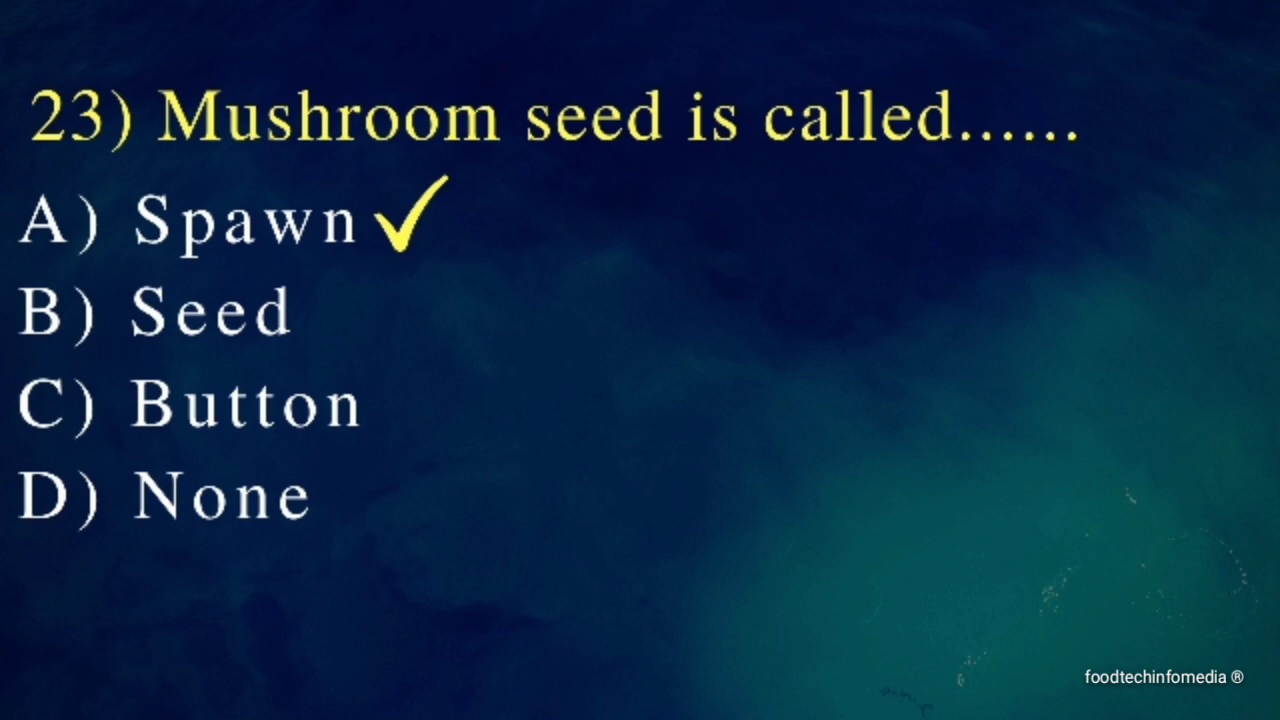 23) Mushroom seed is called......
A) Spawn✓
B) Seed
C) Button
D) None
foodtechinfomedia ®